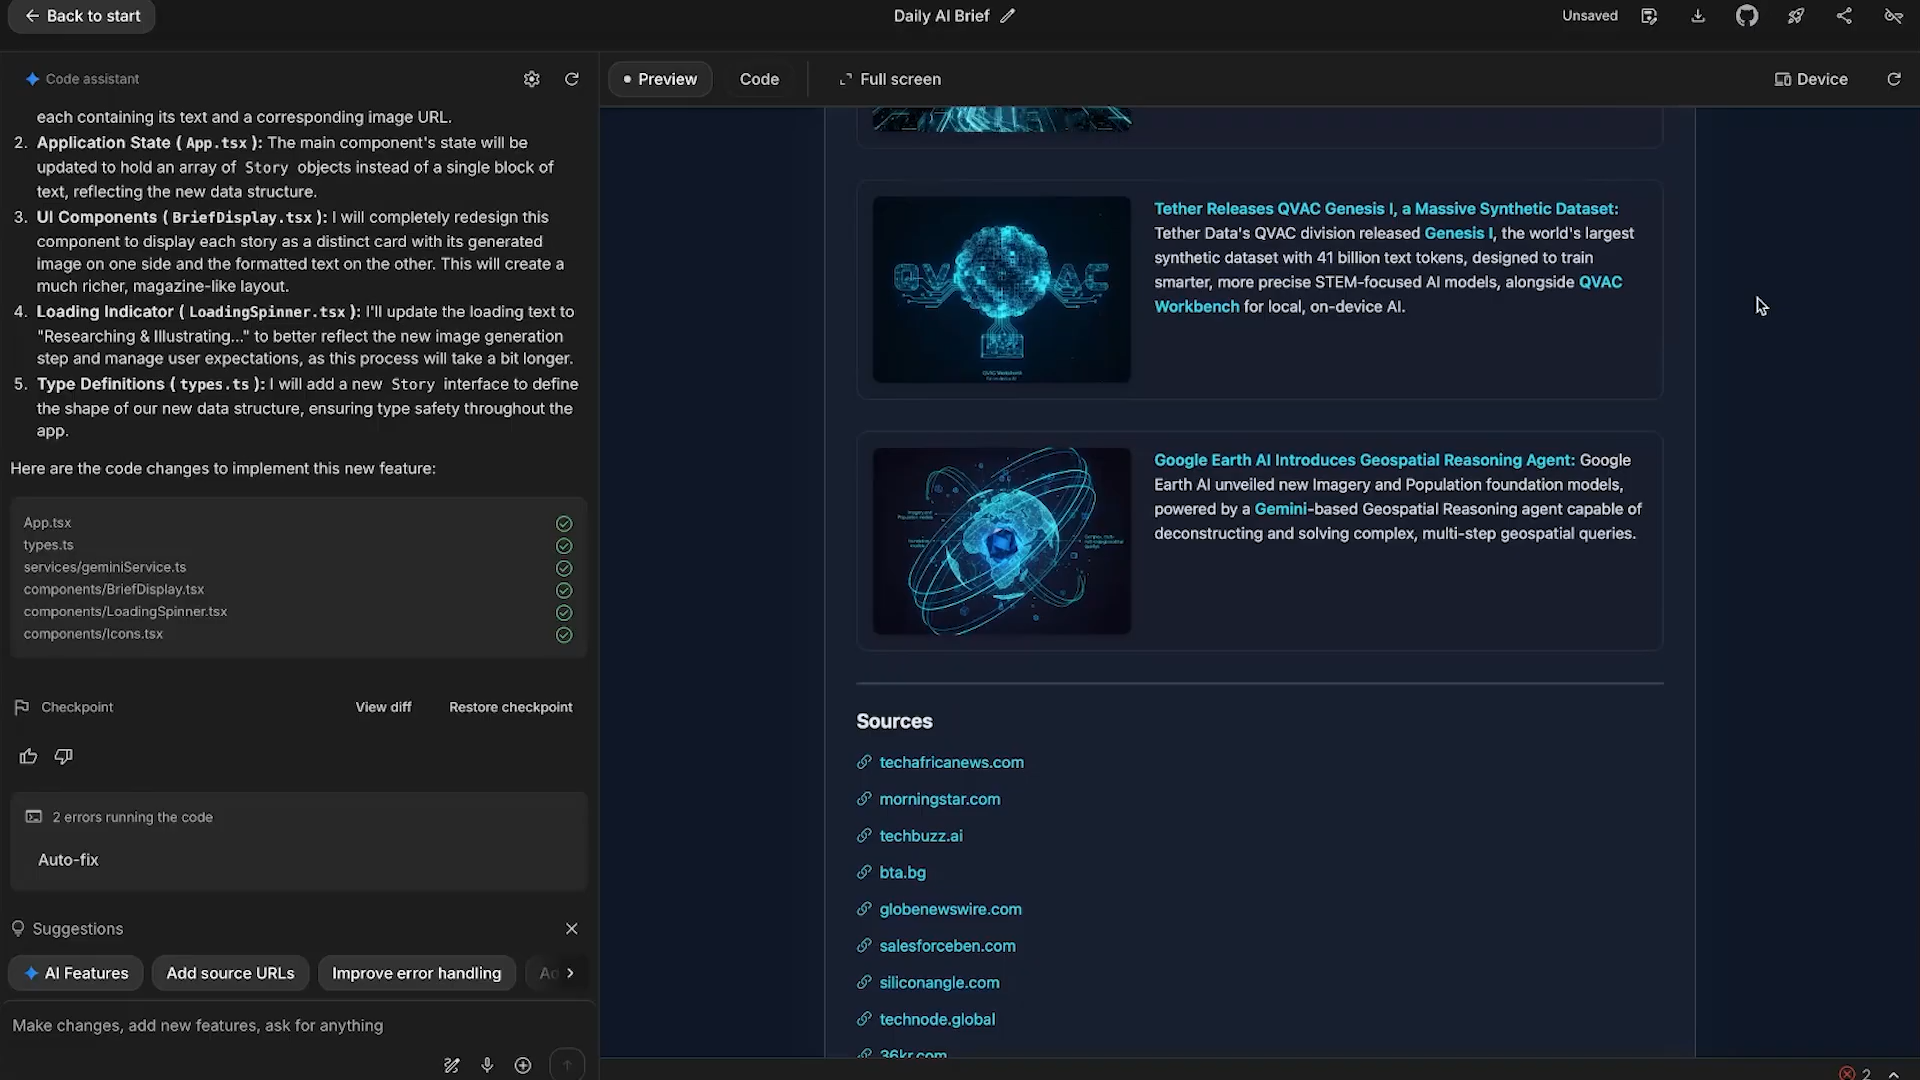 Back to start
Daily AI Brief
Unsaved
Code assistant
Preview
Code
Full screen
Device
each containing its text and a corresponding image URL.
2. Application State ( App.tsx ): The main component's state will be
updated to hold an array of Story objects instead of a single block of
text, reflecting the new data structure.
3. UI Components ( BriefDisplay.tsx ): I will completely redesign this
component to display each story as a distinct card with its generated
image on one side and the formatted text on the other. This will create a
much richer, magazine-like layout.
4. Loading Indicator ( LoadingSpinner.tsx ): I'll update the loading text to
"Researching & Illustrating..." to better reflect the new image generation
step and manage user expectations, as this process will take a bit longer.
5. Type Definitions ( types.ts ): I will add a new Story interface to define
the shape of our new data structure, ensuring type safety throughout the
app.
Here are the code changes to implement this new feature:
App.tsx
types.ts
services/geminiService.ts
components/BriefDisplay.tsx
components/LoadingSpinner.tsx
components/Icons.tsx
Checkpoint
View diff
Restore checkpoint
2 errors running the code
Auto-fix
Suggestions
AI Features
Add source URLs
Improve error handling
Make changes, add new features, ask for anything
QVAC
Tether Releases QVAC Genesis I, a Massive Synthetic Dataset:
Tether Data's QVAC division released Genesis I, the world's largest
synthetic dataset with 41 billion text tokens, designed to train
smarter, more precise STEM-focused AI models, alongside QVAC
Workbench for local, on-device AI.
Google Earth AI Introduces Geospatial Reasoning Agent: Google
Earth AI unveiled new Imagery and Population foundation models,
powered by a Gemini-based Geospatial Reasoning agent capable of
deconstructing and solving complex, multi-step geospatial queries.
Sources
techafricanews.com
morningstar.com
techbuzz.ai
bta.bg
globenewswire.com
salesforceben.com
siliconangle.com
technode.global
36kr.com
2